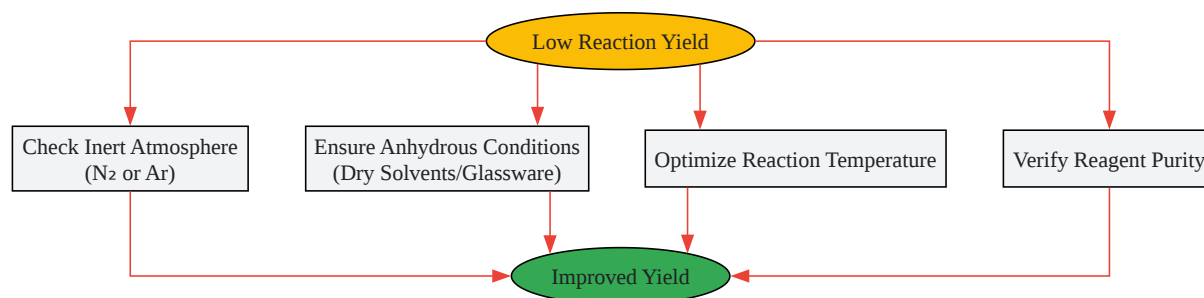 Low Reaction Yield
Check Inert Atmosphere
(N₂ or Ar)
Ensure Anhydrous Conditions
(Dry Solvents/Glassware)
Optimize Reaction Temperature
Verify Reagent Purity
Improved Yield